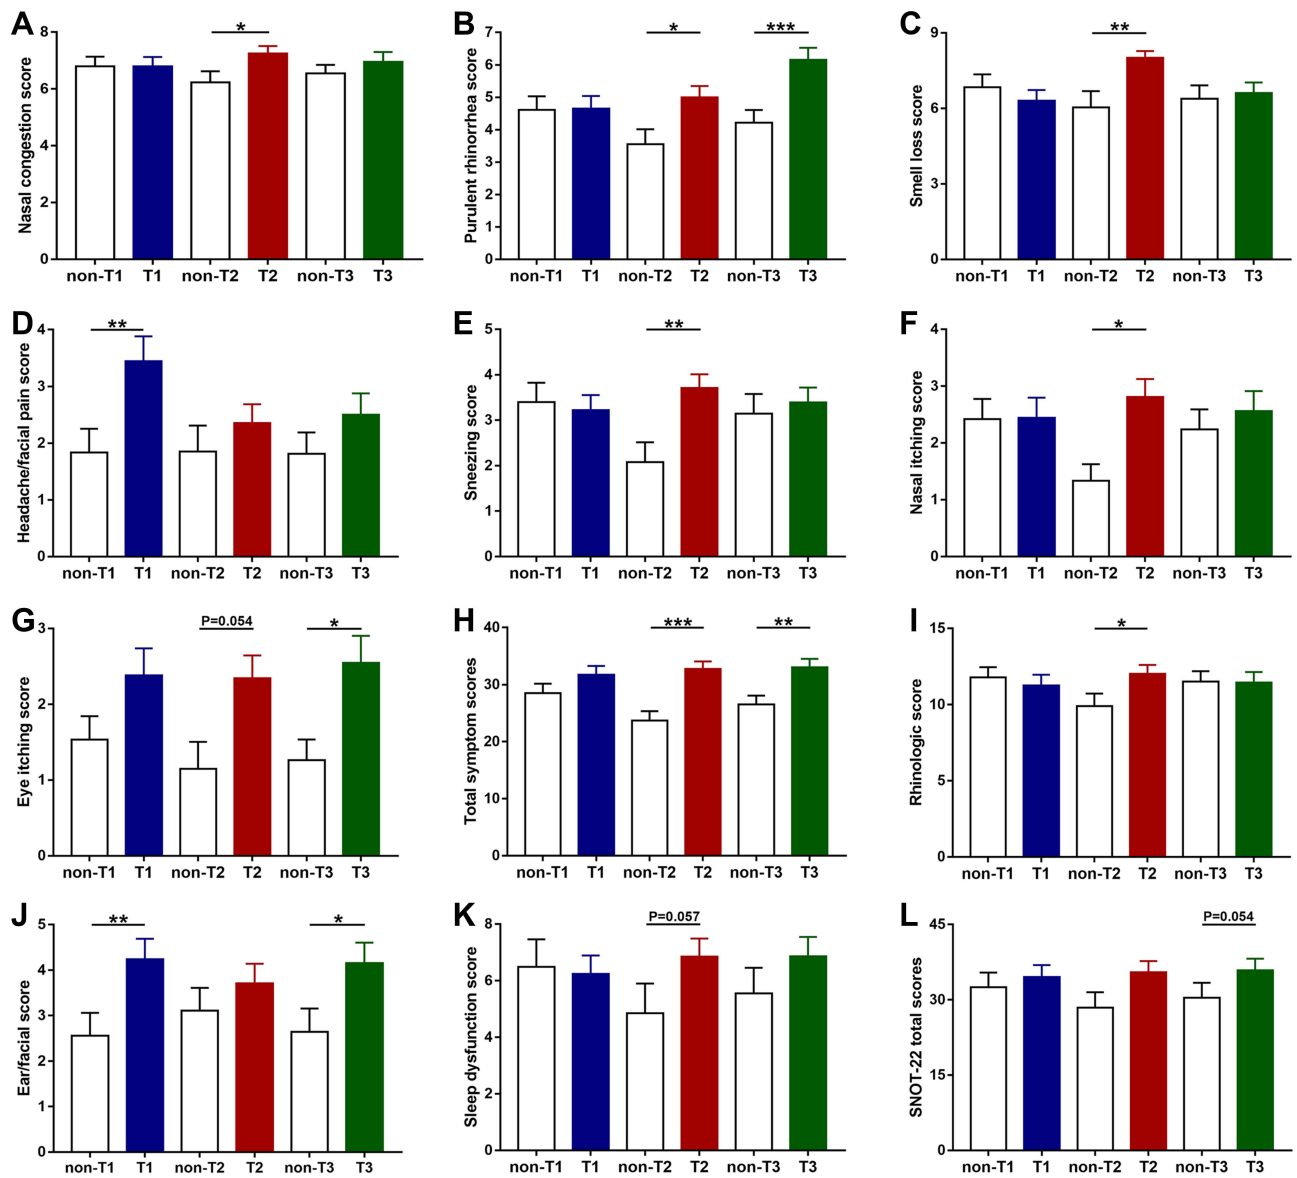 A
Nasal congestion score
8
6
4
2
0
*
non-T1 T1 non-T2 T2 non-T3 T3
B
Purulent rhinorrhea score
7
6
5
4
3
2
1
0
* ***
non-T1 T1 non-T2 T2 non-T3 T3
C
Smell loss score
9
6
3
0
**
non-T1 T1 non-T2 T2 non-T3 T3
D
Headache/facial pain score
4
3
2
1
0
**
non-T1 T1 non-T2 T2 non-T3 T3
E
Sneezing score
5
4
3
2
1
0
**
non-T1 T1 non-T2 T2 non-T3 T3
F
Nasal itching score
4
3
2
1
0
*
non-T1 T1 non-T2 T2 non-T3 T3
G
Eye itching score
3
2
1
0
P=0.054 *
non-T1 T1 non-T2 T2 non-T3 T3
H
Total symptom scores
40
30
20
10
0
*** **
non-T1 T1 non-T2 T2 non-T3 T3
I
Rhinologic score
15
10
5
0
*
non-T1 T1 non-T2 T2 non-T3 T3
J
Ear/facial score
5
4
3
2
1
0
** *
non-T1 T1 non-T2 T2 non-T3 T3
K
Sleep dysfunction score
8
6
4
2
0
P=0.057
non-T1 T1 non-T2 T2 non-T3 T3
L
SNOT-22 total scores
45
30
15
0
P=0.054
non-T1 T1 non-T2 T2 non-T3 T3